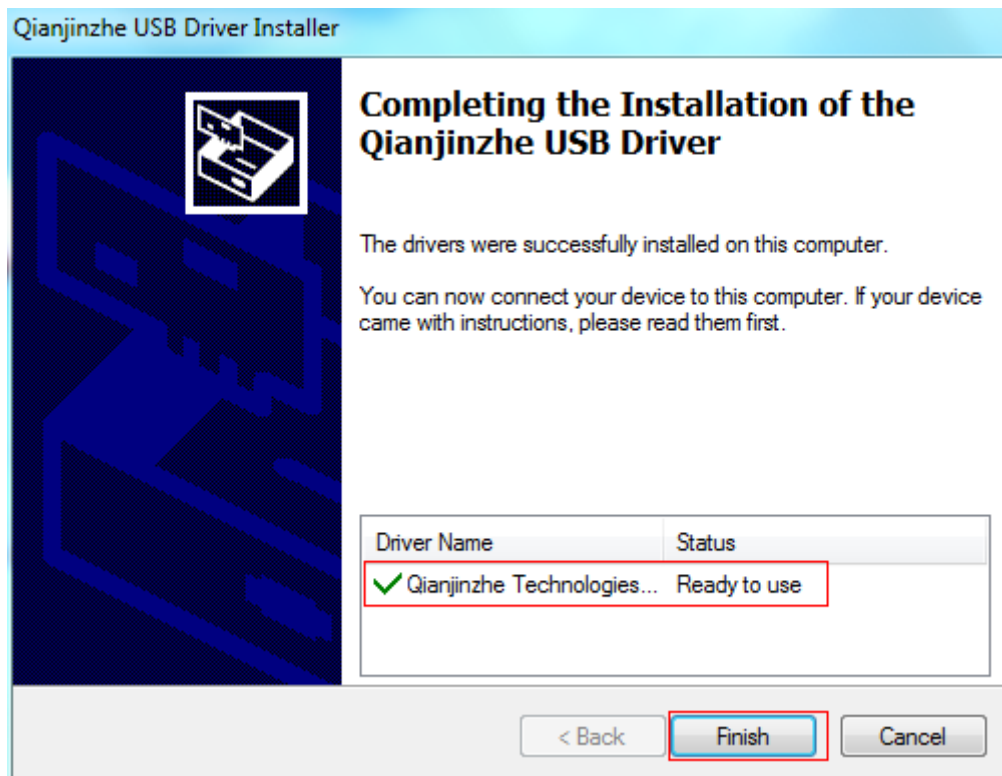 Qianjinzhe USB Driver Installer
Completing the Installation of the
Qianjinzhe USB Driver
The drivers were successfully installed on this computer.
You can now connect your device to this computer. If your device
came with instructions, please read them first.
Driver Name Status
Qianjinzhe Technologies... Ready to use
< Back Finish Cancel